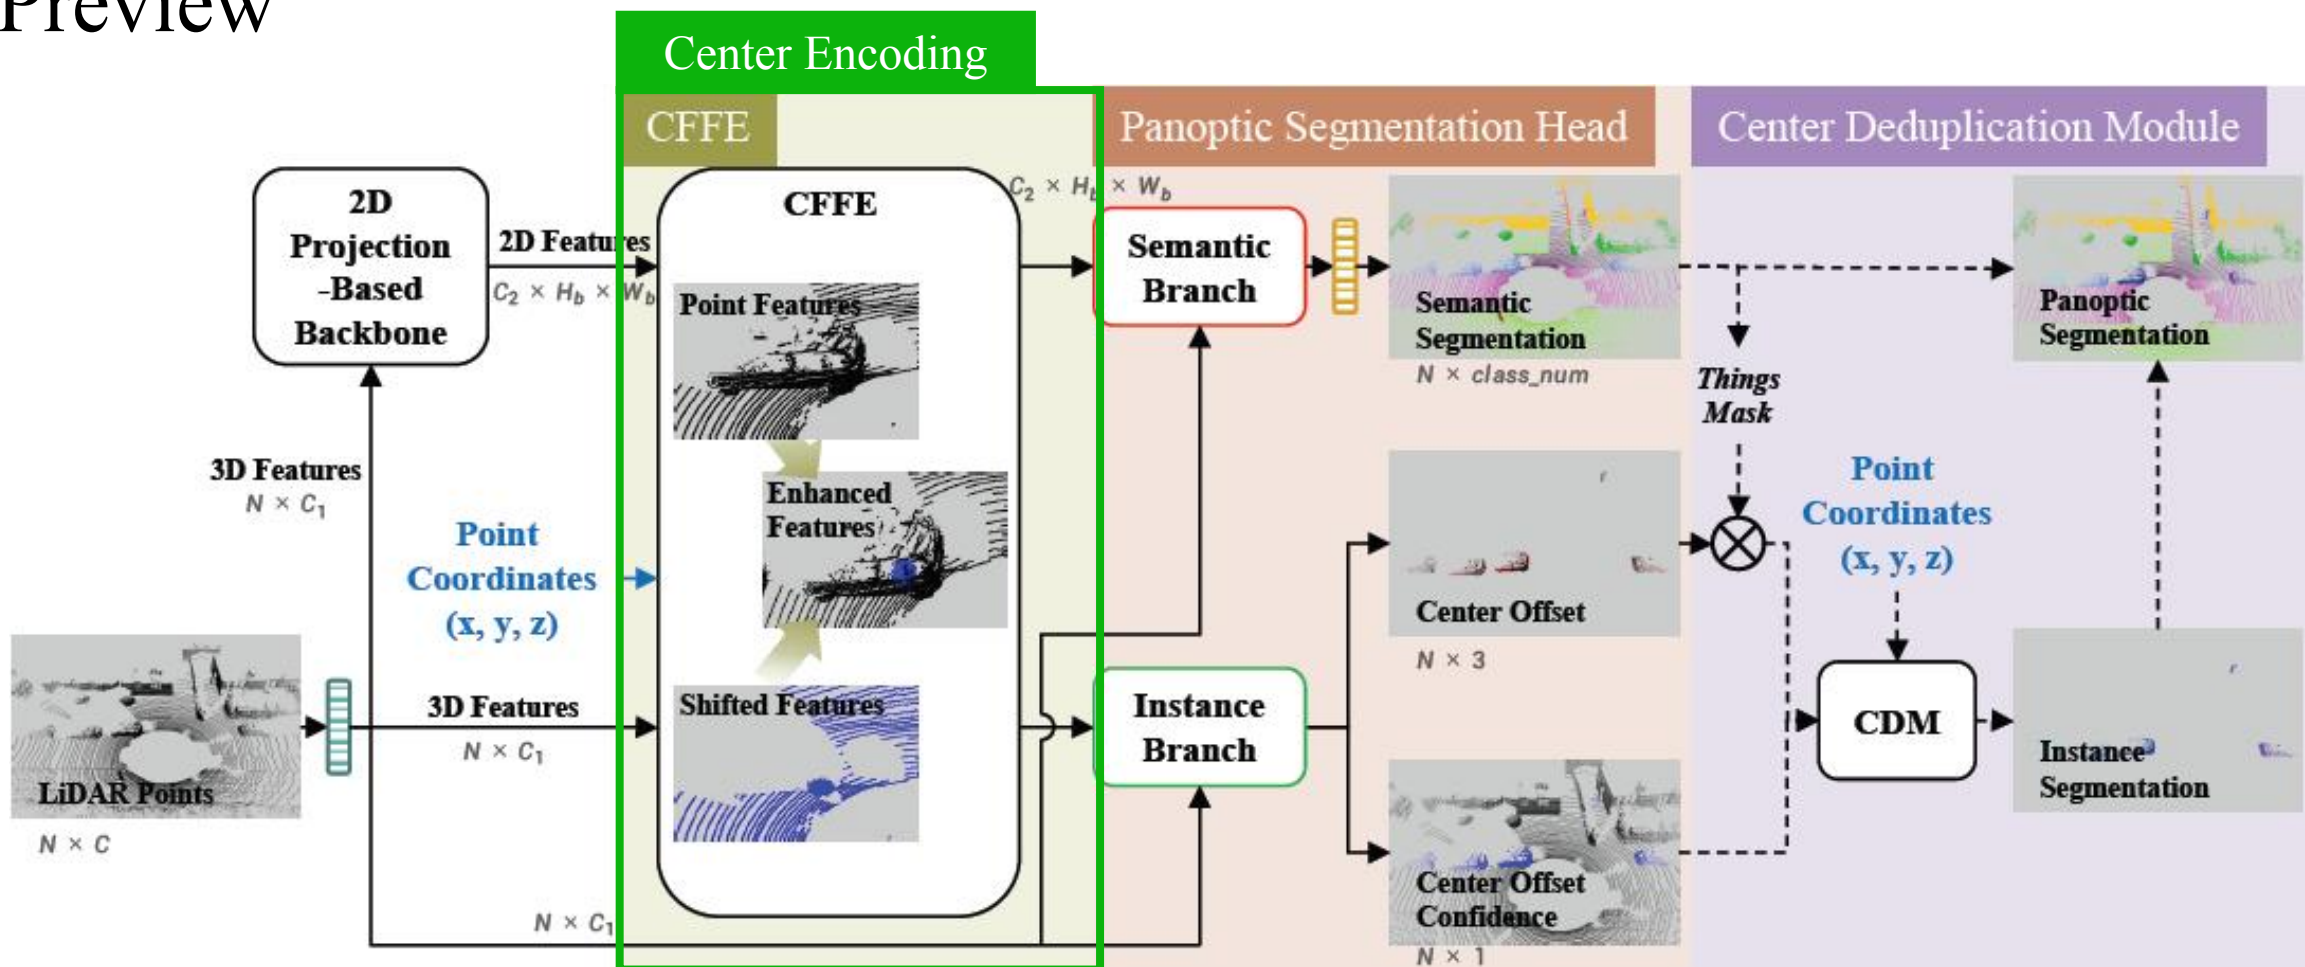 Preview
Center Encoding
CFFE
Panoptic Segmentation Head
Center Deduplication Module
2D
Projection
-Based
Backbone
2D Features
C₂ × H_b × W_b
CFFE
Point Features
Enhanced
Features
Shifted Features
C₂ × H_b × W_b
Semantic
Branch
Semantic
Segmentation
N × class_num
Things
Mask
Panoptic
Segmentation
3D Features
N × C₁
Point
Coordinates
(x, y, z)
3D Features
N × C₁
LiDAR Points
N × C
N × C₁
Instance
Branch
Center Offset
N × 3
Center Offset
Confidence
N × 1
Point
Coordinates
(x, y, z)
CDM
Instance
Segmentation